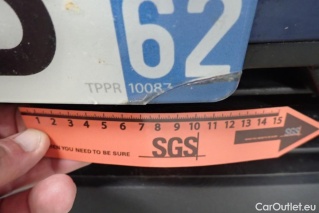 62
TPPR 10087
1 2 3 4 5 6 7 8 9 10 11 12 13 14 15
SGS
WHEN YOU NEED TO BE SURE SGS
CarOutlet.eu